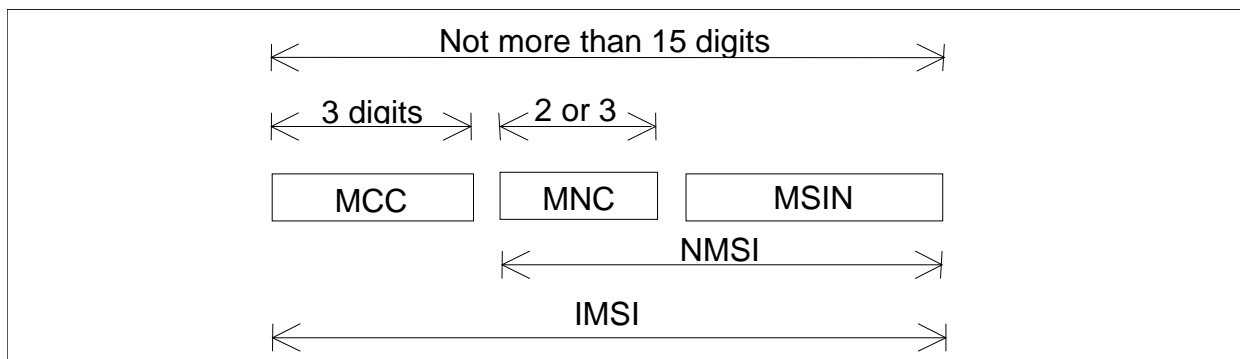 Not more than 15 digits
3 digits
2 or 3
MCC
MNC
MSIN
NMSI
IMSI